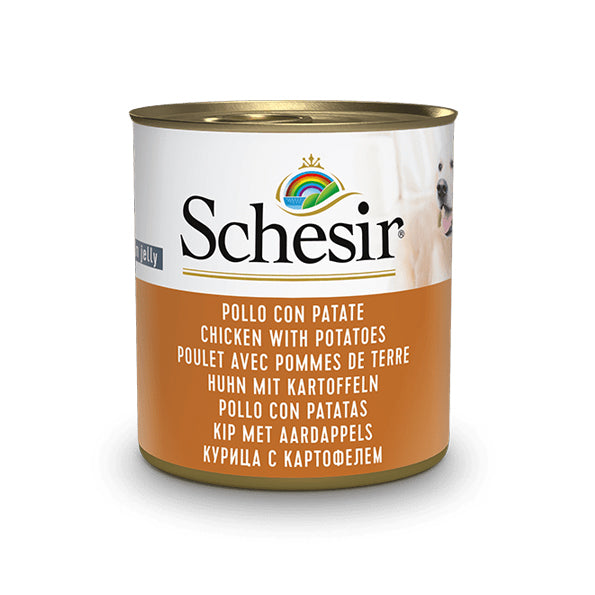 Schesir®
jelly
POLLO CON PATATE
CHICKEN WITH POTATOES
POULET AVEC POMMES DE TERRE
HUHN MIT KARTOFFELN
POLLO CON PATATAS
KIP MET AARDAPPELS
КУРИЦА С КАРТОФЕЛЕМ